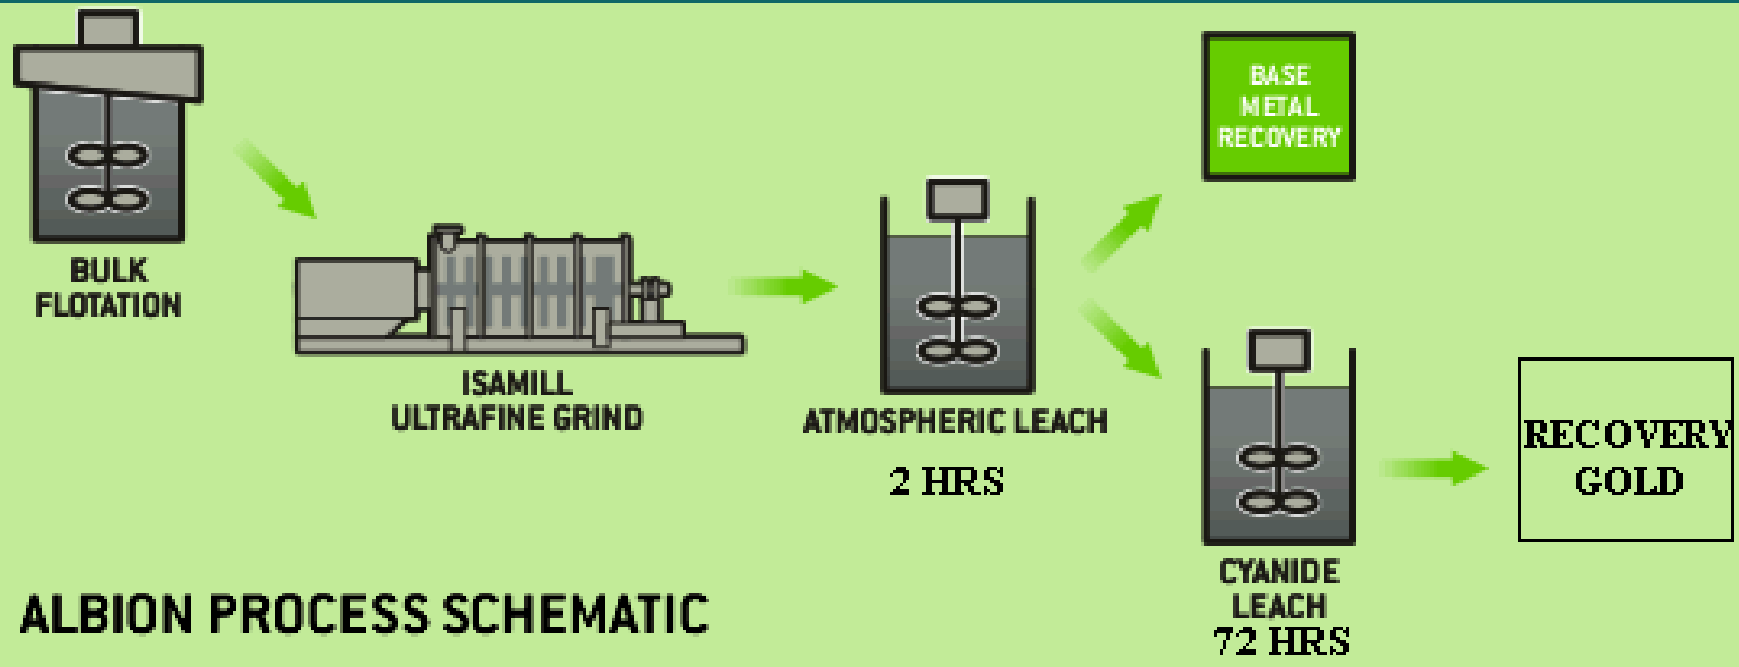 BULK
FLOTATION
ISAMILL
ULTRAFINE GRIND
ATMOSPHERIC LEACH
2 HRS
BASE
METAL
RECOVERY
CYANIDE
LEACH
72 HRS
RECOVERY
GOLD
ALBION PROCESS SCHEMATIC